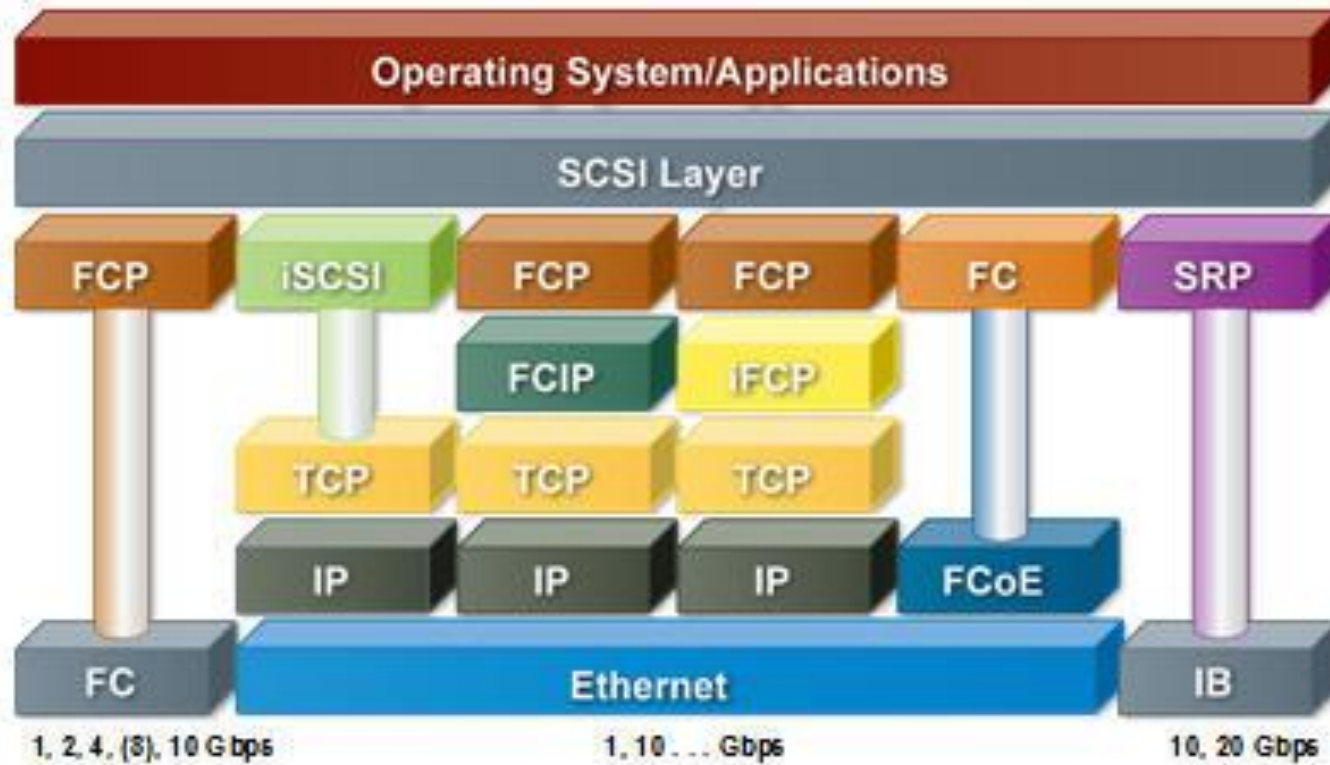 Operating System/Applications
SCSI Layer
FCP iSCSI FCP FCP FC SRP
FCIP iFCP
TCP TCP TCP
IP IP IP FCoE
FC Ethernet IB
1, 2, 4, (8), 10 Gbps 1, 10 . . . Gbps 10, 20 Gbps